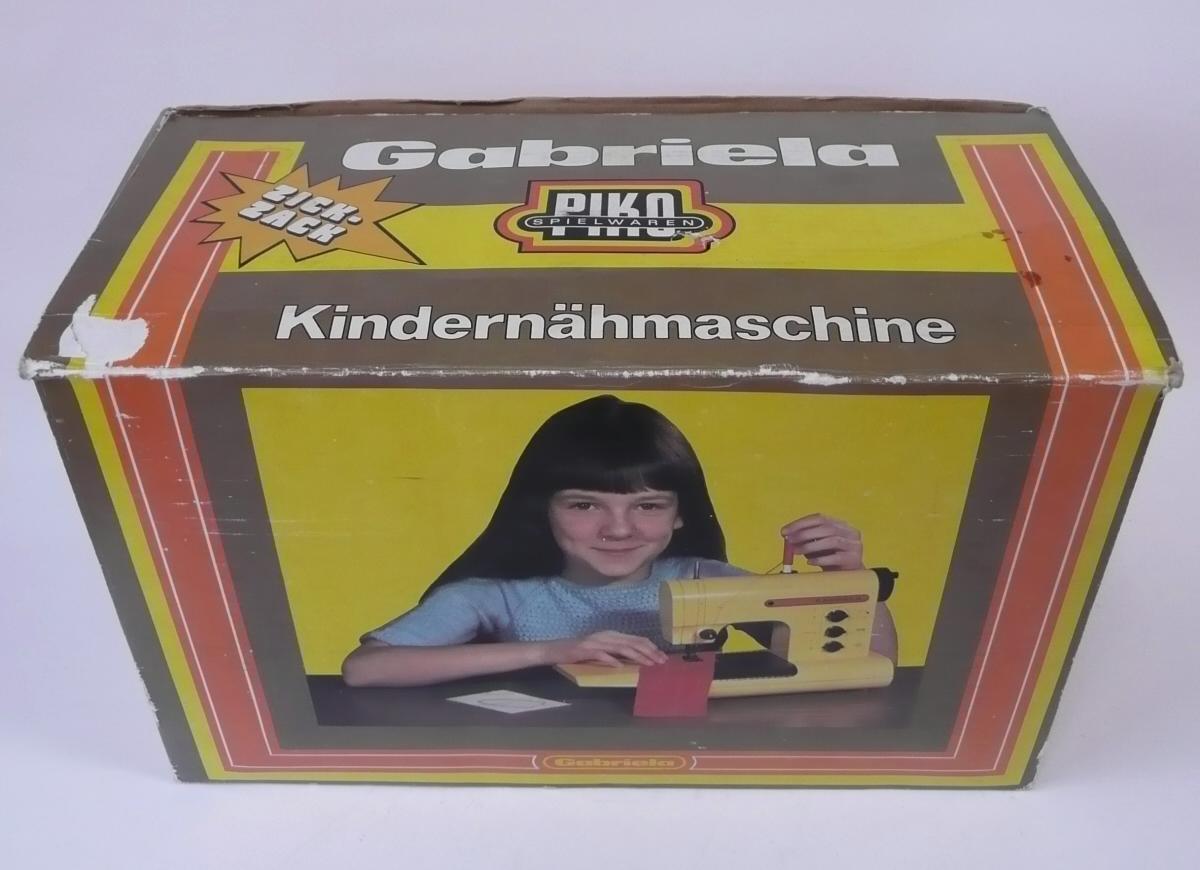 Gabriela
ZICK-
ZACK
PIKO
SPIELWAREN
Kindernähmaschine
Gabriela